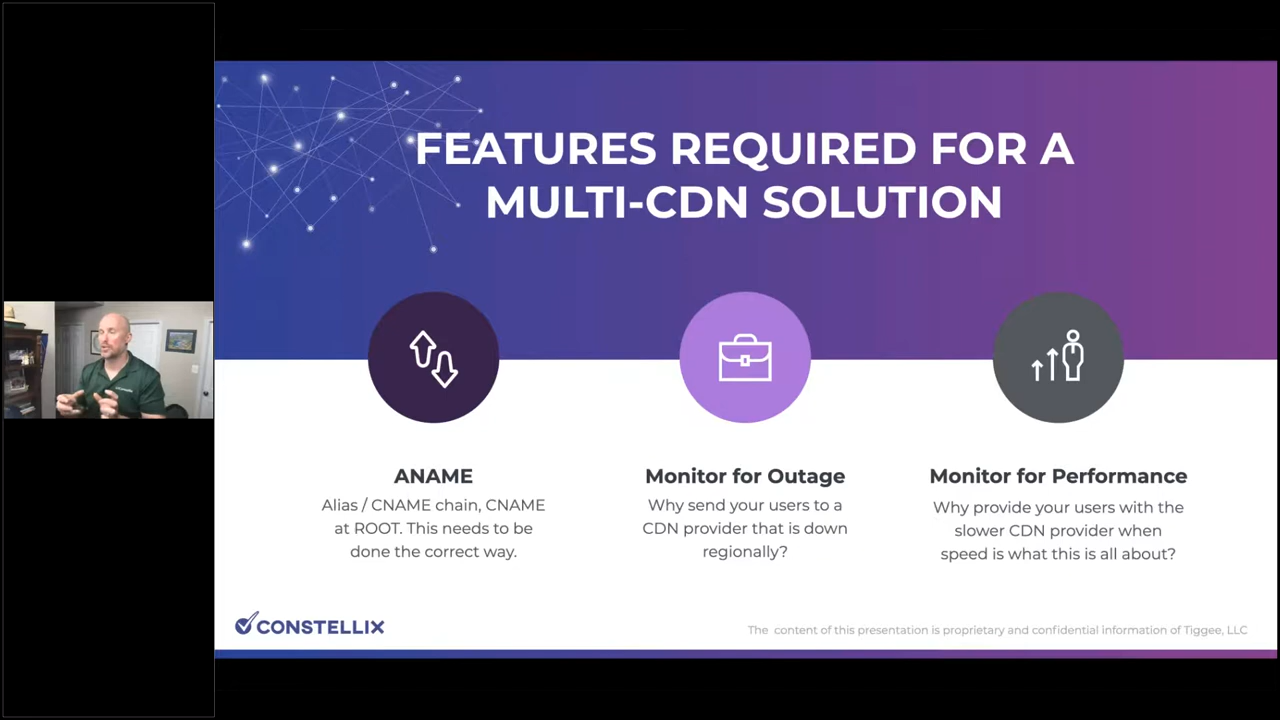 FEATURES REQUIRED FOR A
MULTI-CDN SOLUTION
ANAME
Alias / CNAME chain, CNAME
at ROOT. This needs to be
done the correct way.
Monitor for Outage
Why send your users to a
CDN provider that is down
regionally?
Monitor for Performance
Why provide your users with the
slower CDN provider when
speed is what this is all about?
CONSTELLIX
The content of this presentation is proprietary and confidential information of Tiggee, LLC